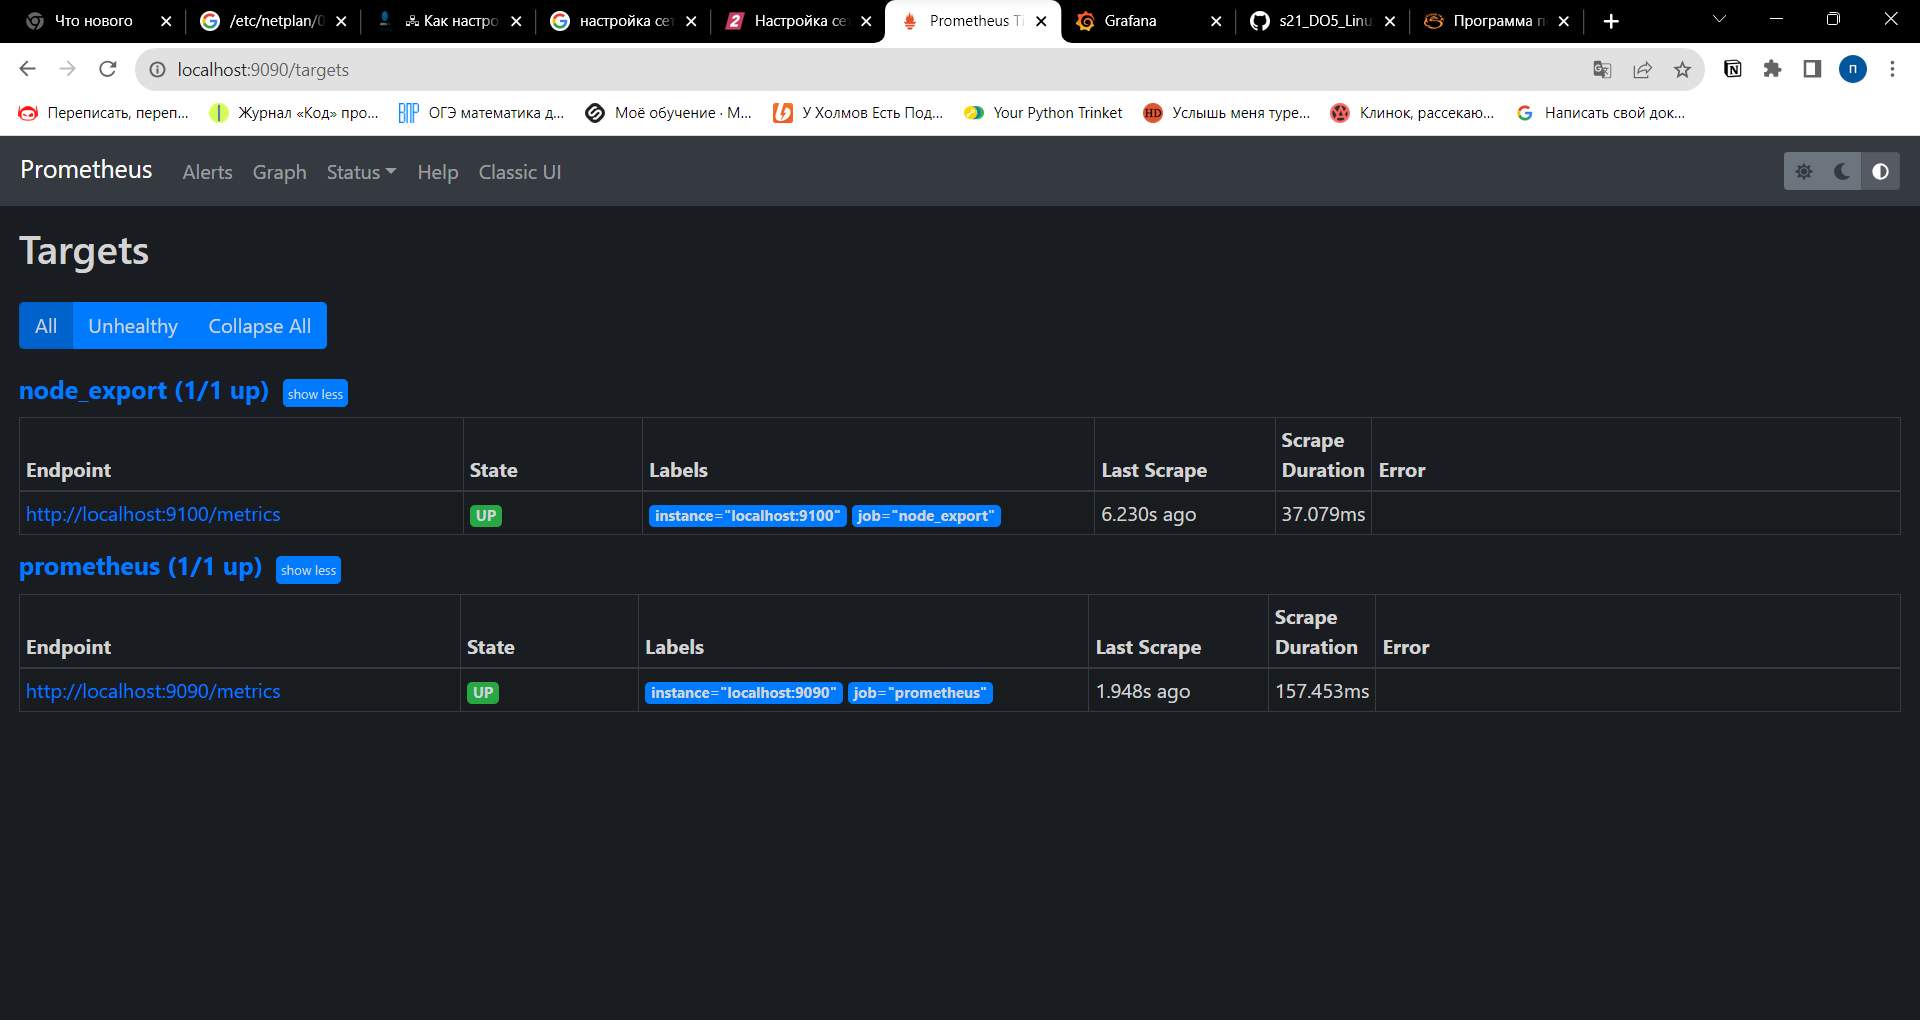 Что нового
/etc/netplan/0
Как настро
настройка сет
Настройка се
Prometheus Ti
Grafana
s21_DO5_Linu
Программа п
localhost:9090/targets
П
Переписать, переп...
Журнал «Код» про...
ОГЭ математика д...
Моё обучение · М...
У Холмов Есть Под...
Your Python Trinket
HD
Услышь меня туре...
Клинок, рассекаю...
Написать свой док...
Prometheus Alerts Graph Status Help Classic UI
Targets
All Unhealthy Collapse All
node_export (1/1 up) show less
Endpoint State Labels Last Scrape Scrape Duration Error
http://localhost:9100/metrics UP instance="localhost:9100" job="node_export" 6.230s ago 37.079ms
prometheus (1/1 up) show less
Endpoint State Labels Last Scrape Scrape Duration Error
http://localhost:9090/metrics UP instance="localhost:9090" job="prometheus" 1.948s ago 157.453ms